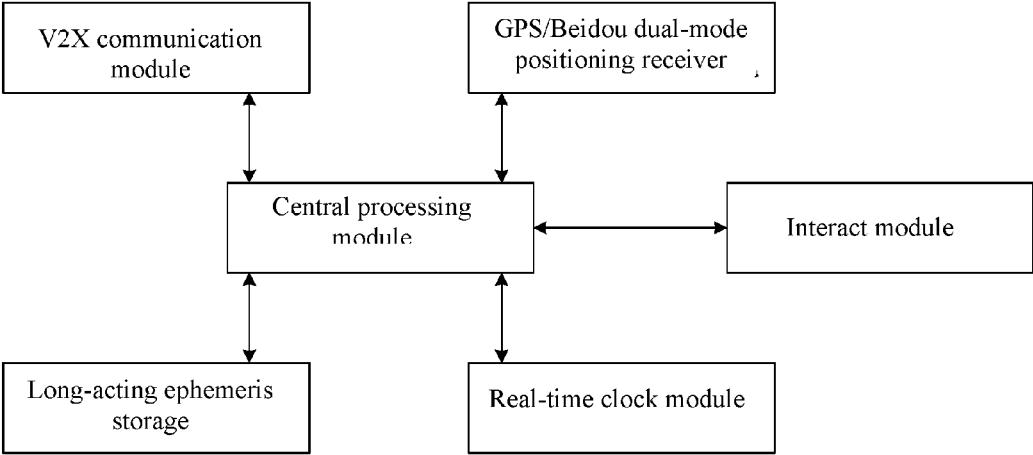 V2X communication
module
GPS/Beidou dual-mode
positioning receiver
Central processing
module
Interact module
Long-acting ephemeris
storage
Real-time clock module